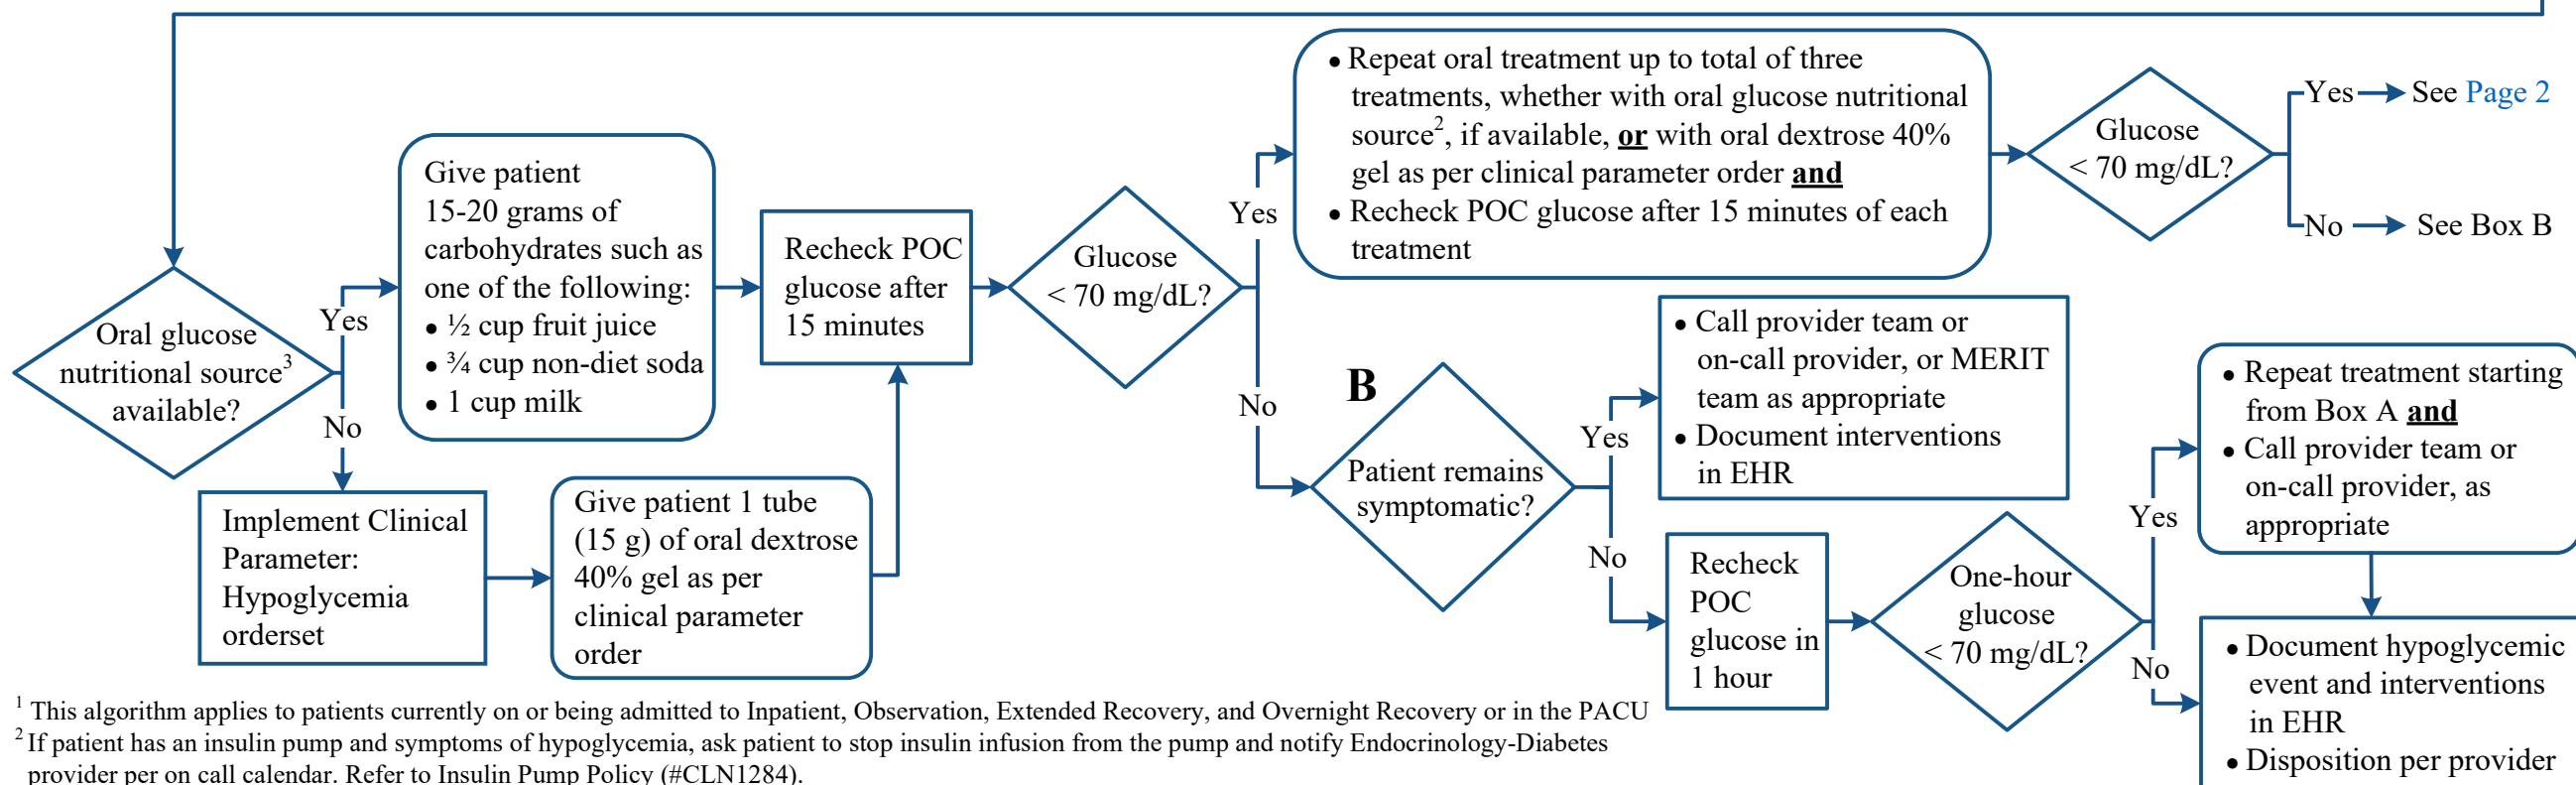 Oral glucose
nutritional source3
available?
Yes
No
Give patient
15-20 grams of
carbohydrates such as
one of the following:
• ½ cup fruit juice
• ¾ cup non-diet soda
• 1 cup milk
Implement Clinical
Parameter:
Hypoglycemia
orderset
Give patient 1 tube
(15 g) of oral dextrose
40% gel as per
clinical parameter
order
Recheck POC
glucose after
15 minutes
Glucose
< 70 mg/dL?
Yes
No
• Repeat oral treatment up to total of three
treatments, whether with oral glucose nutritional
source2, if available, or with oral dextrose 40%
gel as per clinical parameter order and
• Recheck POC glucose after 15 minutes of each
treatment
Glucose
< 70 mg/dL?
Yes
See Page 2
No
See Box B
B
Patient remains
symptomatic?
Yes
No
• Call provider team or
on-call provider, or MERIT
team as appropriate
• Document interventions
in EHR
Recheck
POC
glucose in
1 hour
One-hour
glucose
< 70 mg/dL?
Yes
No
• Repeat treatment starting
from Box A and
• Call provider team or
on-call provider, as
appropriate
• Document hypoglycemic
event and interventions
in EHR
• Disposition per provider
1 This algorithm applies to patients currently on or being admitted to Inpatient, Observation, Extended Recovery, and Overnight Recovery or in the PACU
2 If patient has an insulin pump and symptoms of hypoglycemia, ask patient to stop insulin infusion from the pump and notify Endocrinology-Diabetes
provider per on call calendar. Refer to Insulin Pump Policy (#CLN1284).